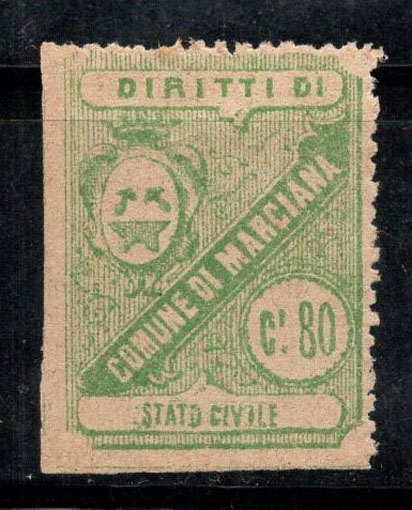 DIRITTI DI
COMUNE DI MARCIANA
C.ⁱ 80
STATO CIVILE